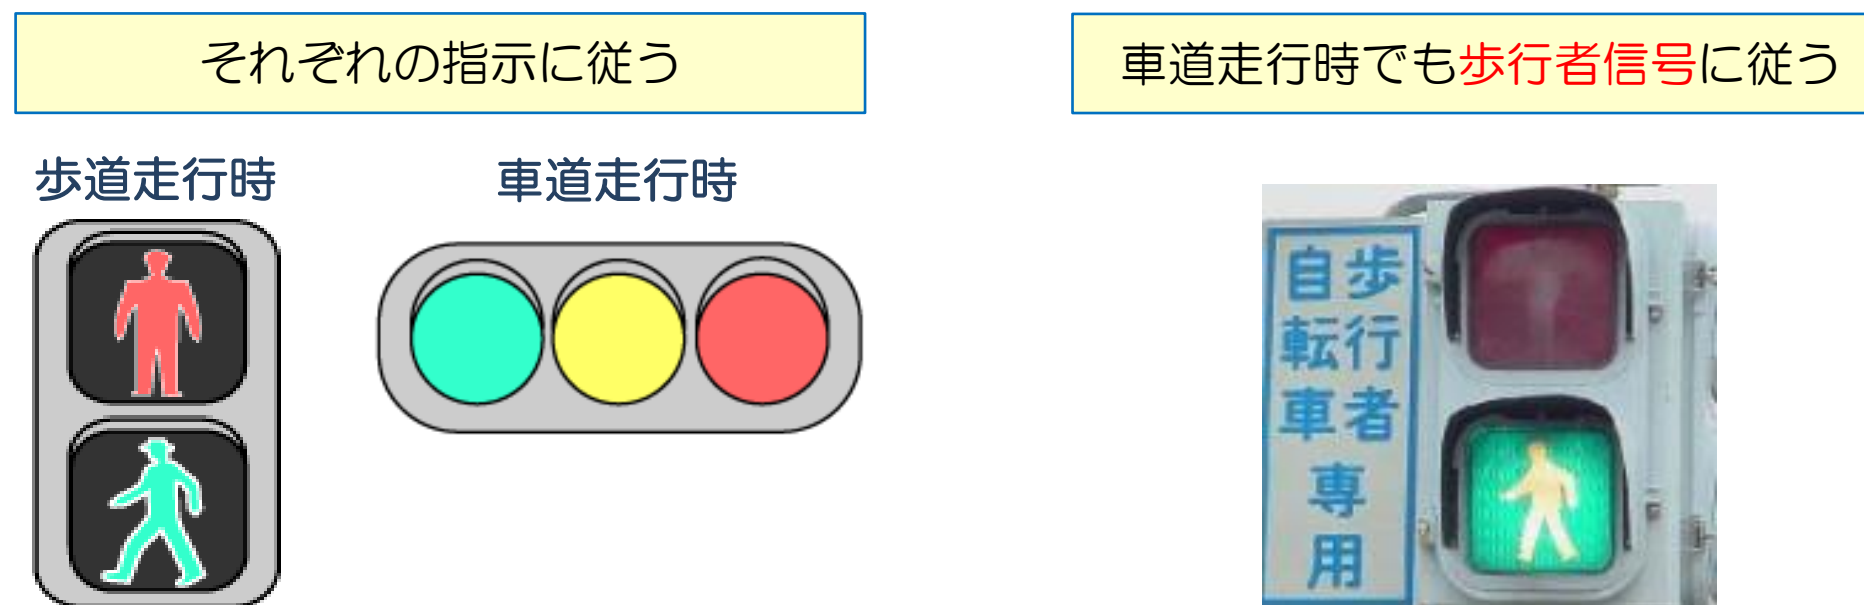 それぞれの指示に従う
歩道走行時
車道走行時
車道走行時でも歩行者信号に従う
歩行者
自転車
専用